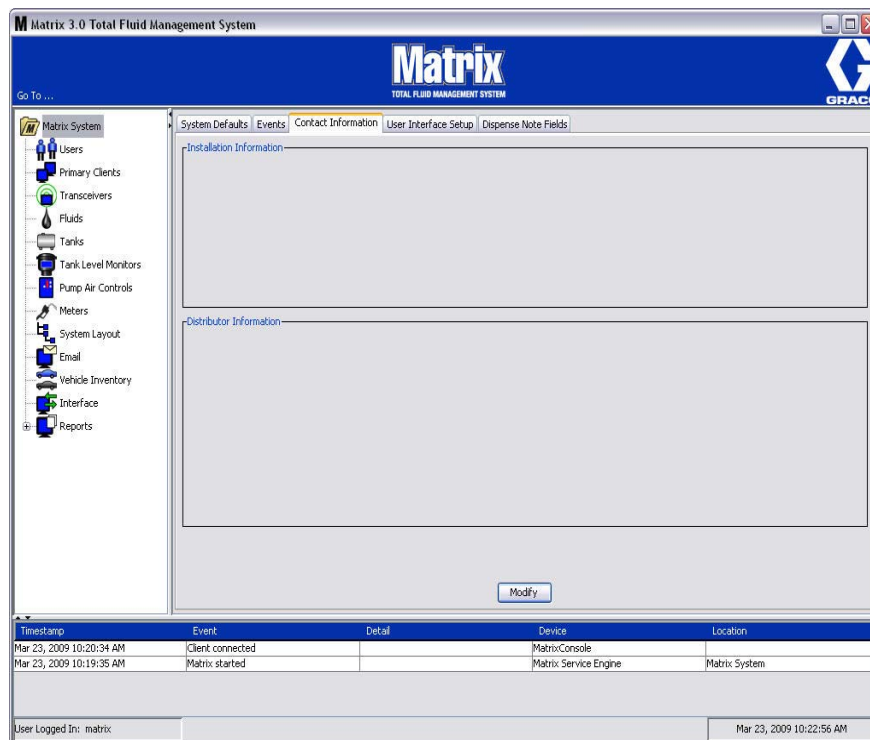 M Matrix 3.0 Total Fluid Management System
Matrix
TOTAL FLUID MANAGEMENT SYSTEM
Go To ...
GRACO
Matrix System
Users
Primary Clients
Transceivers
Fluids
Tanks
Tank Level Monitors
Pump Air Controls
Meters
System Layout
Email
Vehicle Inventory
Interface
Reports
System Defaults Events Contact Information User Interface Setup Dispense Note Fields
Installation Information
Distributor Information
Modify
Timestamp Event Detail Device Location
Mar 23, 2009 10:20:34 AM Client connected MatrixConsole
Mar 23, 2009 10:19:35 AM Matrix started Matrix Service Engine Matrix System
User Logged In: matrix Mar 23, 2009 10:22:56 AM